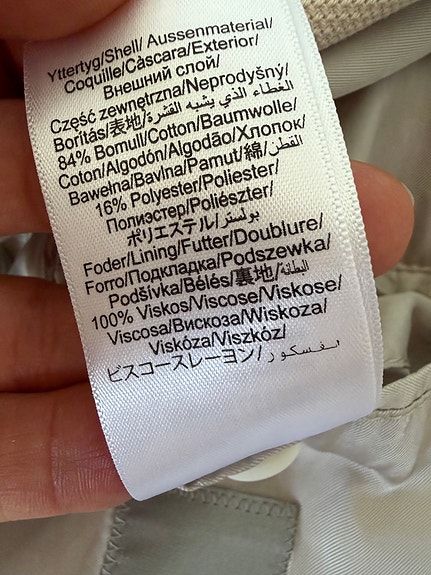 Yttertyg/Shell/ Aussenmaterial/
Coquille/Càscara/Exterior/
Внешний слой/
Część zewnętrzna/Neprodyšný/
Borítás/表地/الغطاء الذي يشبه القشرة/
84% Bomull/Cotton/Baumwolle/
Coton/Algodón/Algodão/Хлопок/
Bawełna/Bavlna/Pamut/綿/القطن/
16% Polyester/Poliester/
Полиэстер/Poliészter/
ポリエステル/بولستر/
Foder/Lining/Futter/Doublure/
Forro/Подкладка/Podszewka/
Podšívka/Bélés/裏地/البطانة/
100% Viskos/Viscose/Viskose/
Viscosa/Вискоза/Wiskoza/
Viskóza/Viszkóz/
ビスコースレーヨン/الفسكوز/